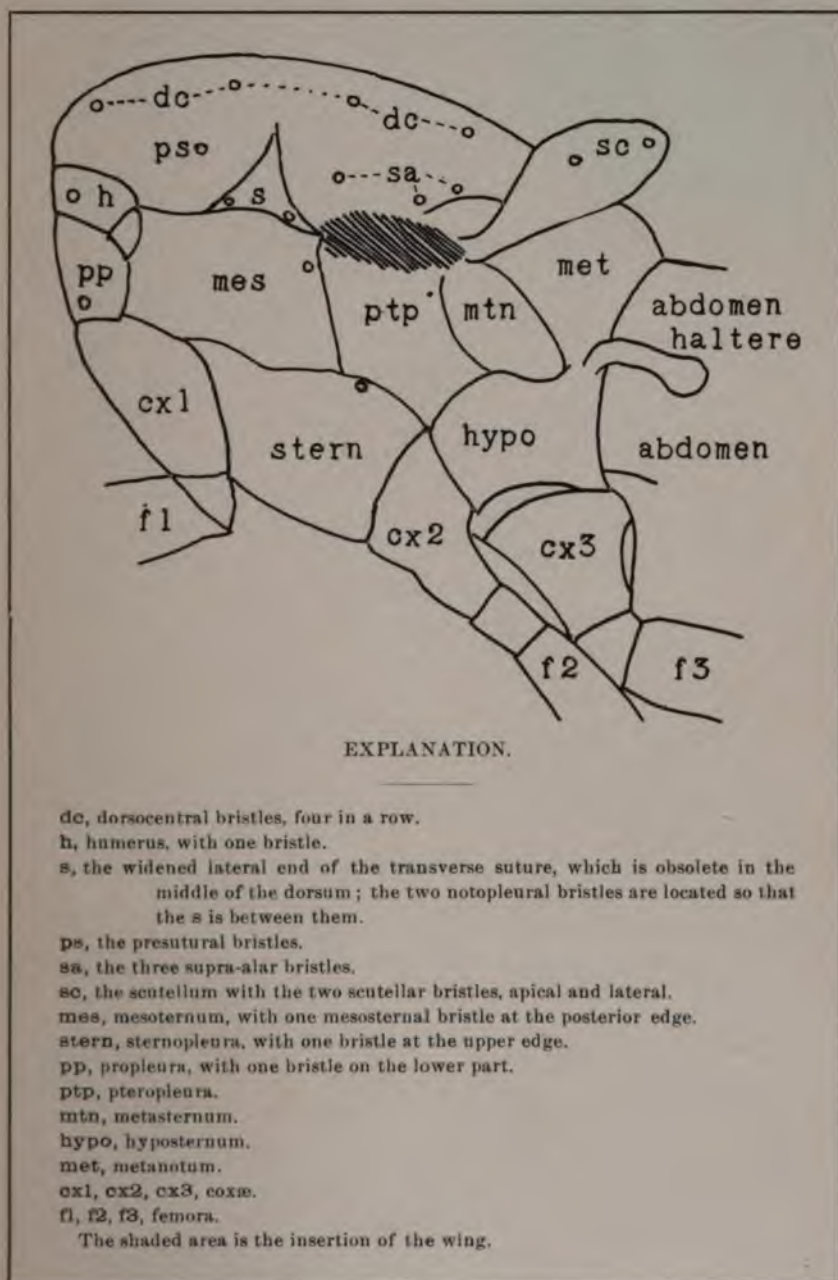 dc
dc
ps
sc
sa
h
s
pp
mes
met
ptp
mtn
abdomen
haltere
cx1
stern
hypo
abdomen
f1
cx2
cx3
f2
f3
EXPLANATION.
dc, dorsocentral bristles, four in a row.
h, humerus, with one bristle.
s, the widened lateral end of the transverse suture, which is obsolete in the
middle of the dorsum; the two notopleural bristles are located so that
the s is between them.
ps, the presutural bristles.
sa, the three supra-alar bristles.
sc, the scutellum with the two scutellar bristles, apical and lateral.
mes, mesoternum, with one mesosternal bristle at the posterior edge.
stern, sternopleura, with one bristle at the upper edge.
pp, propleura, with one bristle on the lower part.
ptp, pteropleura.
mtn, metasternum.
hypo, hyposternum.
met, metanotum.
cx1, cx2, cx3, coxæ.
f1, f2, f3, femora.
The shaded area is the insertion of the wing.